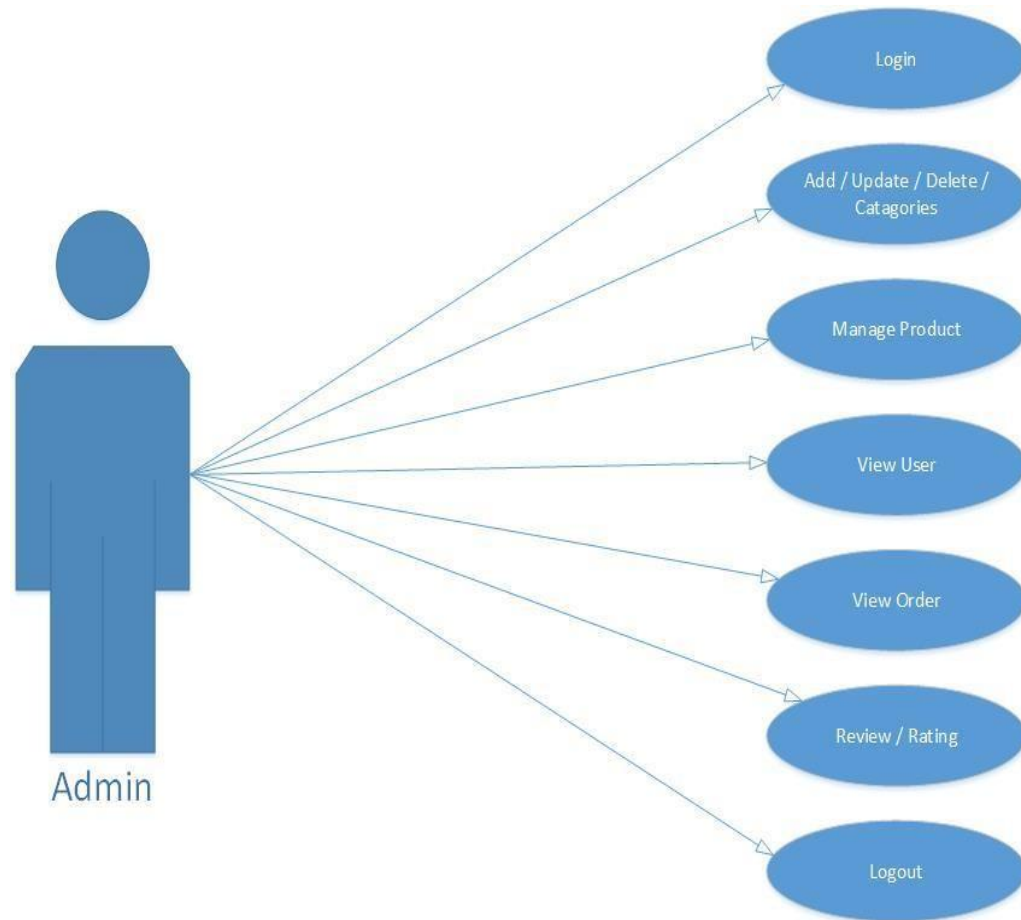 Login
Add / Update / Delete /
Catagories
Manage Product
View User
View Order
Review / Rating
Logout
Admin